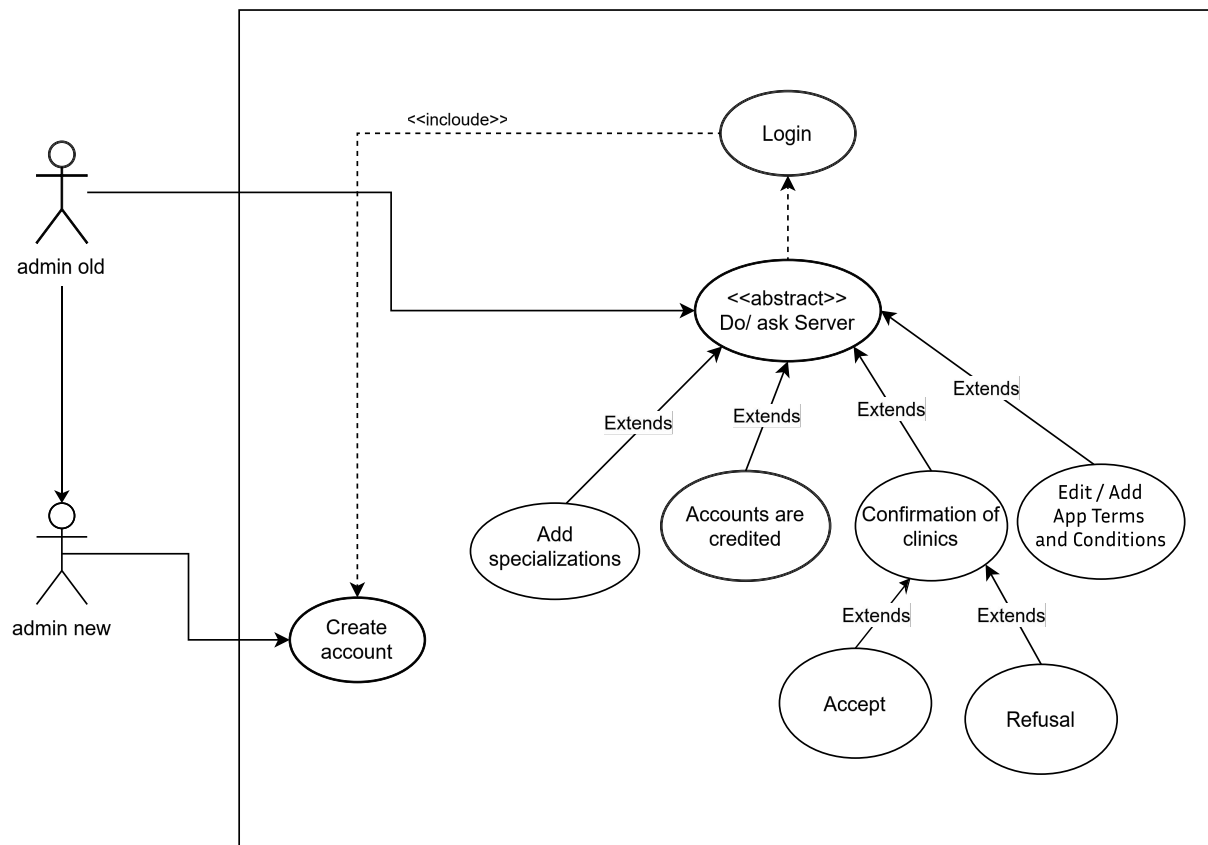 <<incloude>>
Login
admin old
<<abstract>>
Do/ ask Server
Extends
Extends
Extends
Extends
Add
specializations
Accounts are
credited
Confirmation of
clinics
Edit / Add
App Terms
and Conditions
admin new
Create
account
Extends
Extends
Accept
Refusal